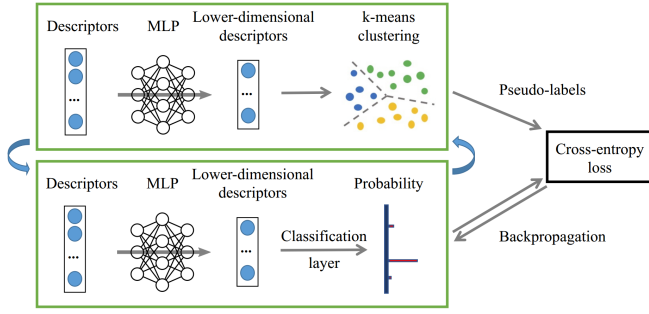 Descriptors
MLP
Lower-dimensional
descriptors
k-means
clustering
...
...
Pseudo-labels
Cross-entropy
loss
Descriptors
MLP
Lower-dimensional
descriptors
Probability
...
...
Classification
layer
Backpropagation